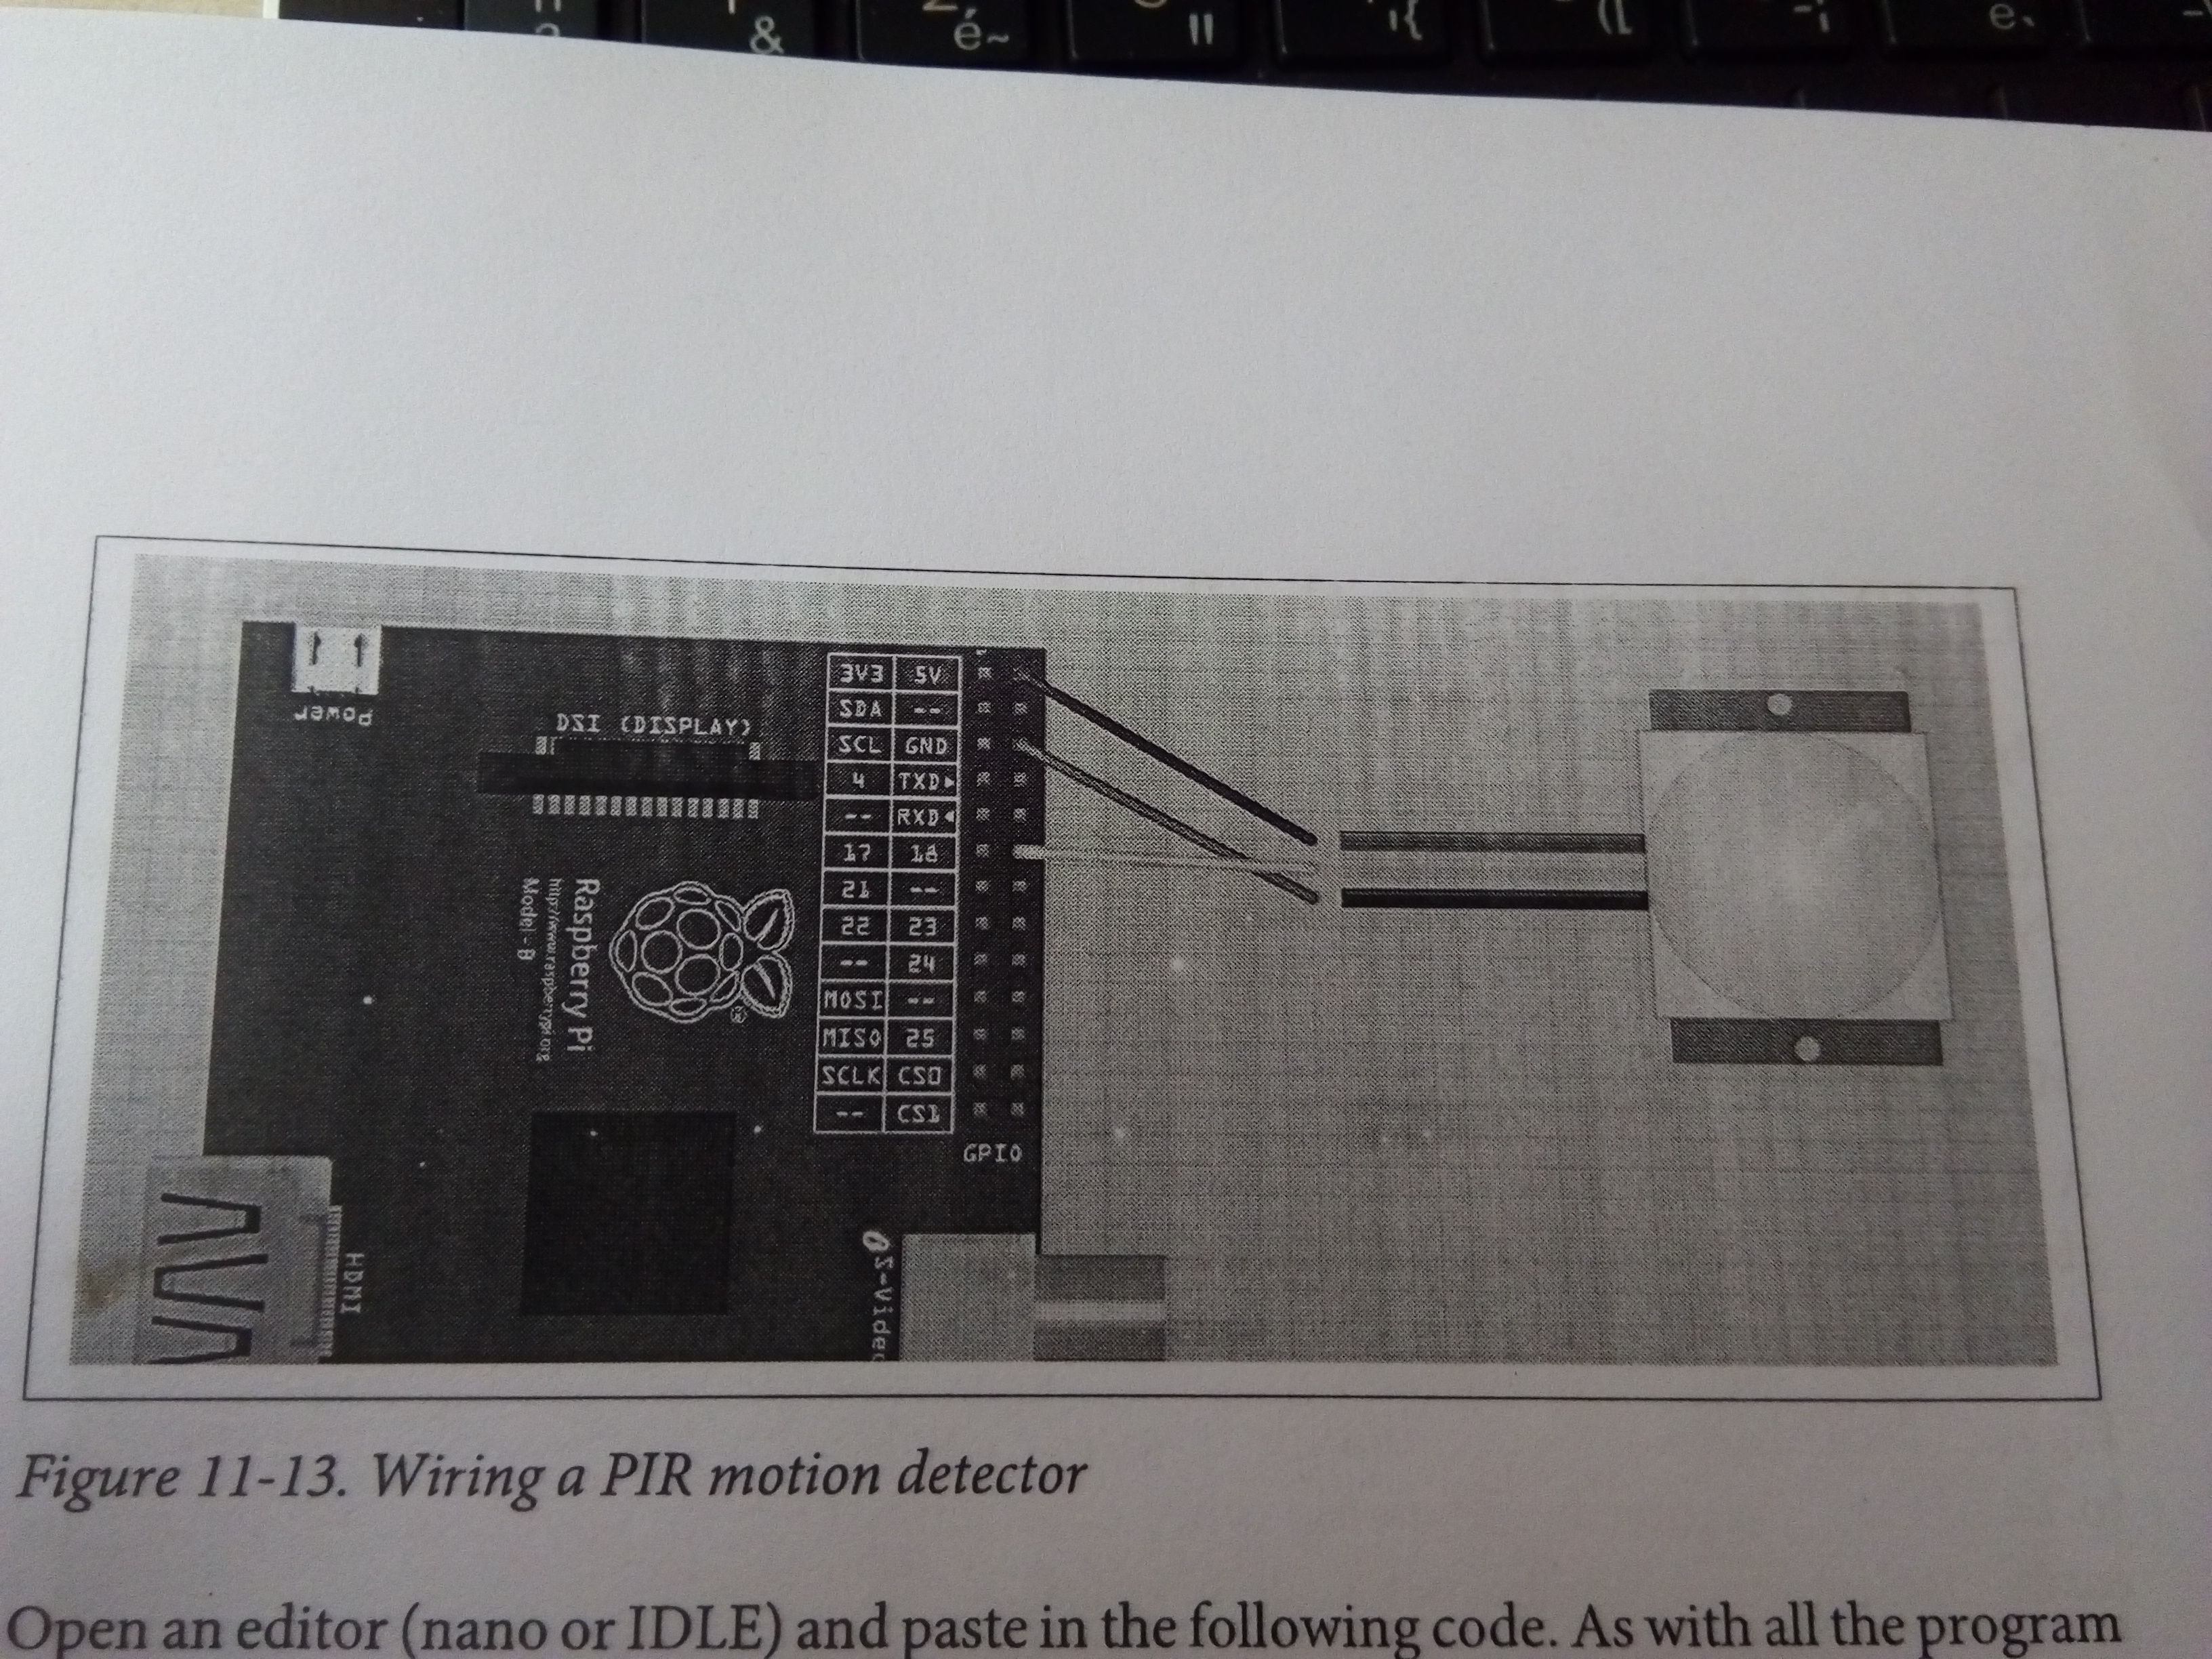 &
é~
"
'{
([
-¡
e`
Power
DSI (DISPLAY)
3V3 5V
SDA --
SCL GND
4 TXD▸
-- RXD◂
17 18
21 --
22 23
-- 24
MOSI --
MISO 25
SCLK CS0
-- CS1
GPIO
Raspberry Pi
http://www.raspberrypi.org
Model-B
®
HDMI
S-Video
Figure 11-13. Wiring a PIR motion detector
Open an editor (nano or IDLE) and paste in the following code. As with all the program